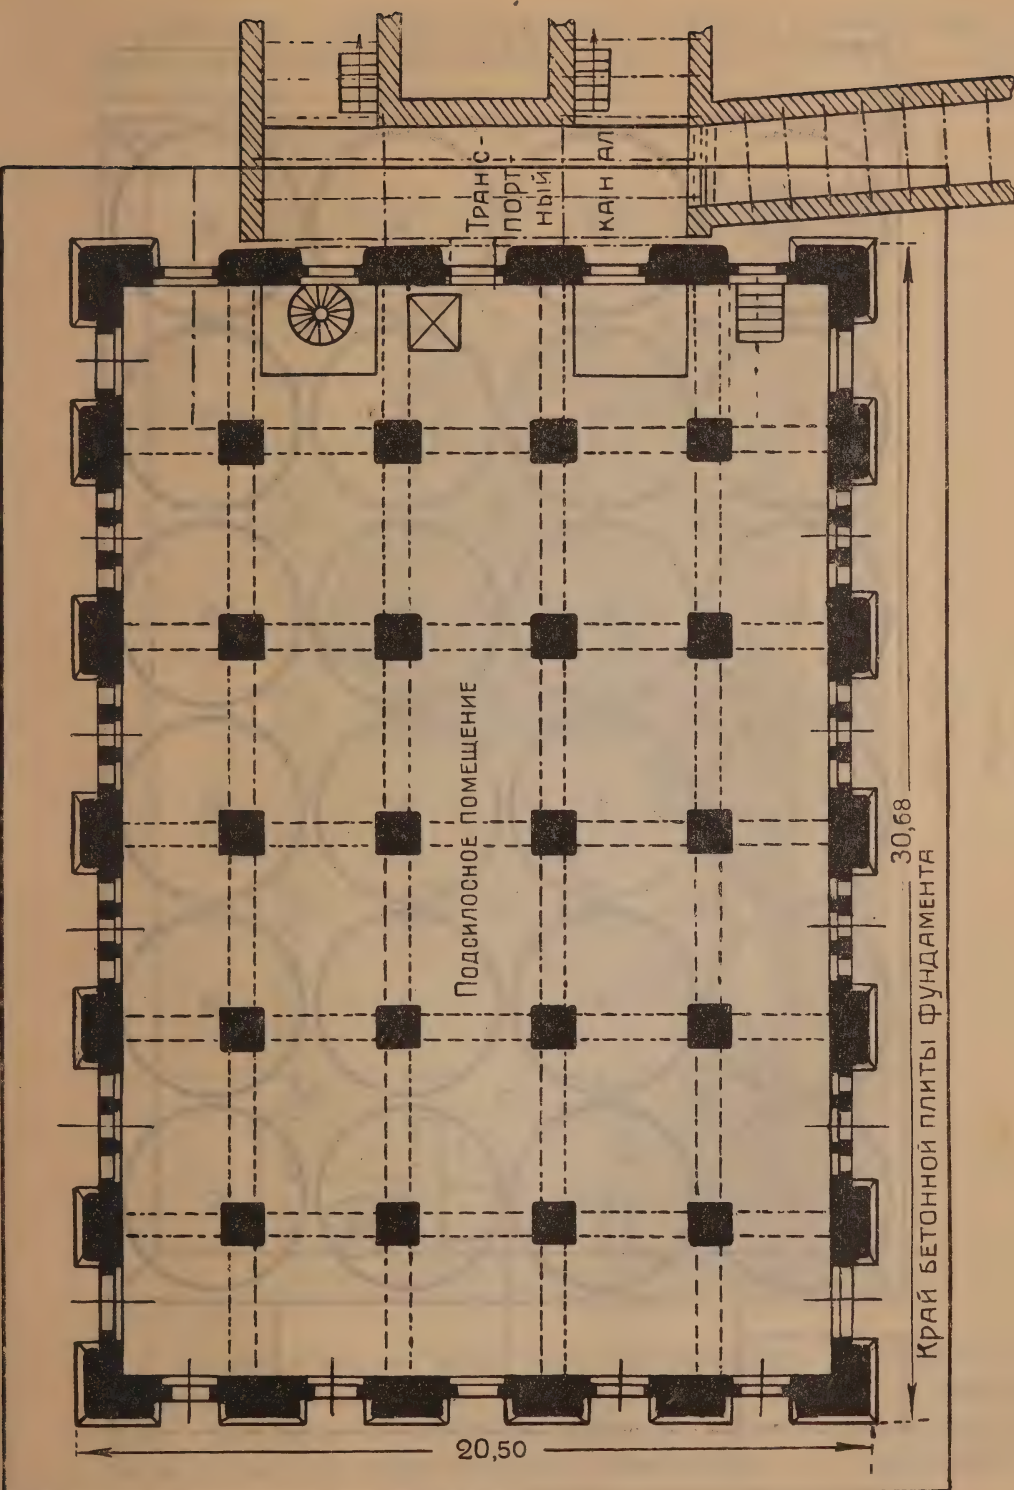 Транс-
порт-
ный
канал
Подсилосное помещение
30,68
Край бетонной плиты фундамента
20,50